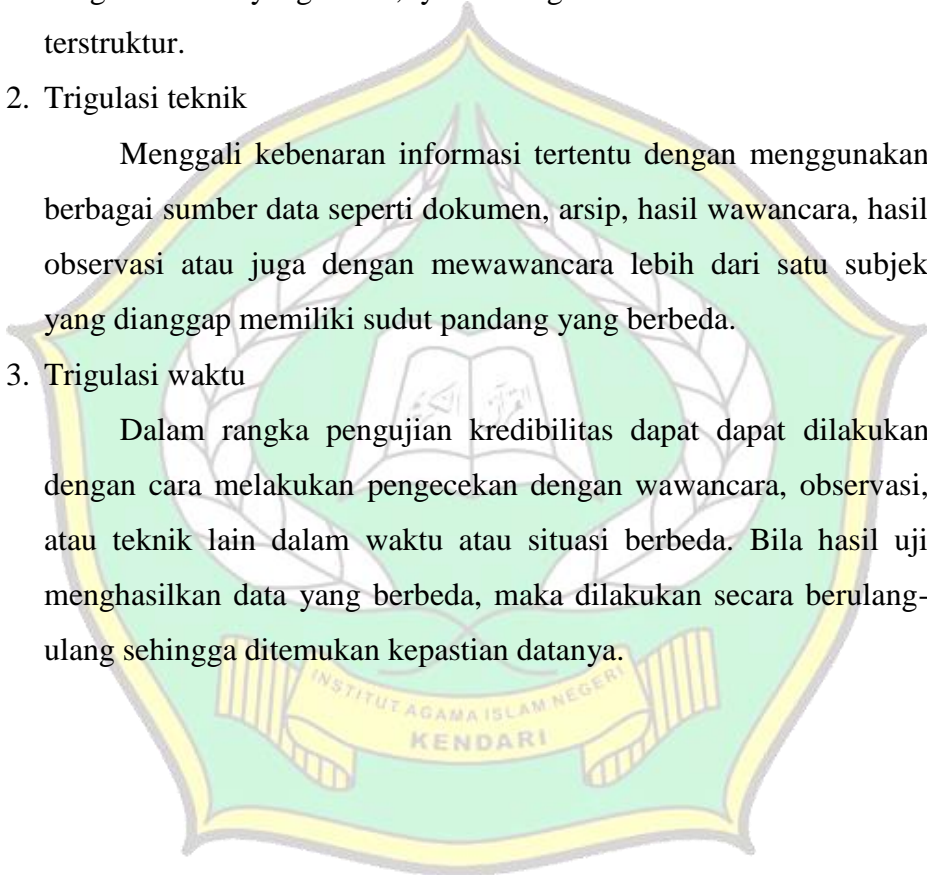 terstruktur.
2. Trigulasi teknik
Menggali kebenaran informasi tertentu dengan menggunakan
berbagai sumber data seperti dokumen, arsip, hasil wawancara, hasil
observasi atau juga dengan mewawancara lebih dari satu subjek
yang dianggap memiliki sudut pandang yang berbeda.
3. Trigulasi waktu
Dalam rangka pengujian kredibilitas dapat dapat dilakukan
dengan cara melakukan pengecekan dengan wawancara, observasi,
atau teknik lain dalam waktu atau situasi berbeda. Bila hasil uji
menghasilkan data yang berbeda, maka dilakukan secara berulang-
ulang sehingga ditemukan kepastian datanya.
INSTITUT AGAMA ISLAM NEGERI
KENDARI